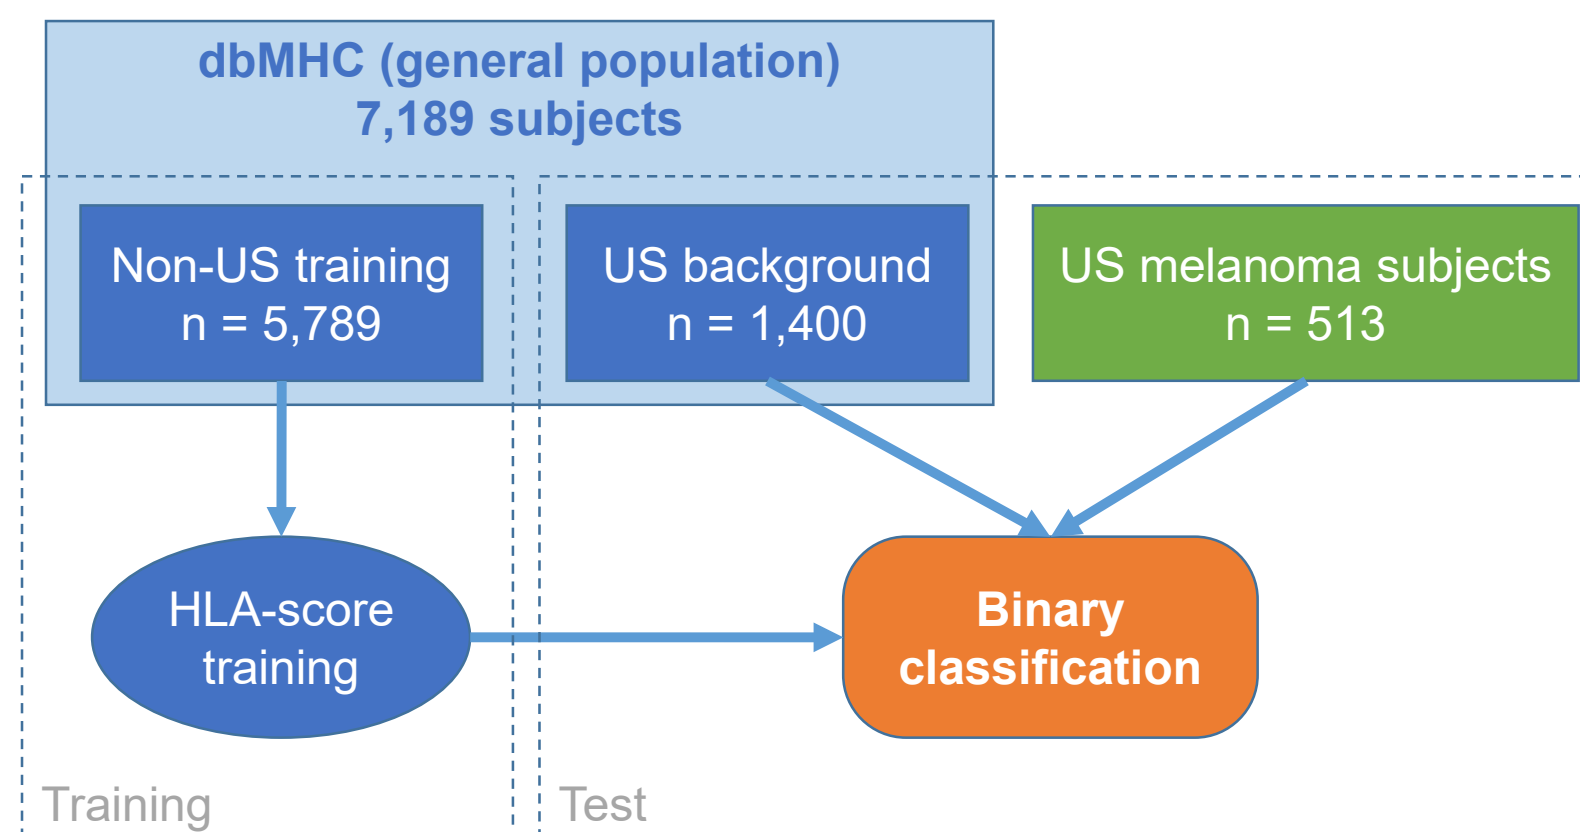 dbMHC (general population)
7,189 subjects
Non-US training
n = 5,789
US background
n = 1,400
US melanoma subjects
n = 513
HLA-score
training
Binary
classification
Training
Test